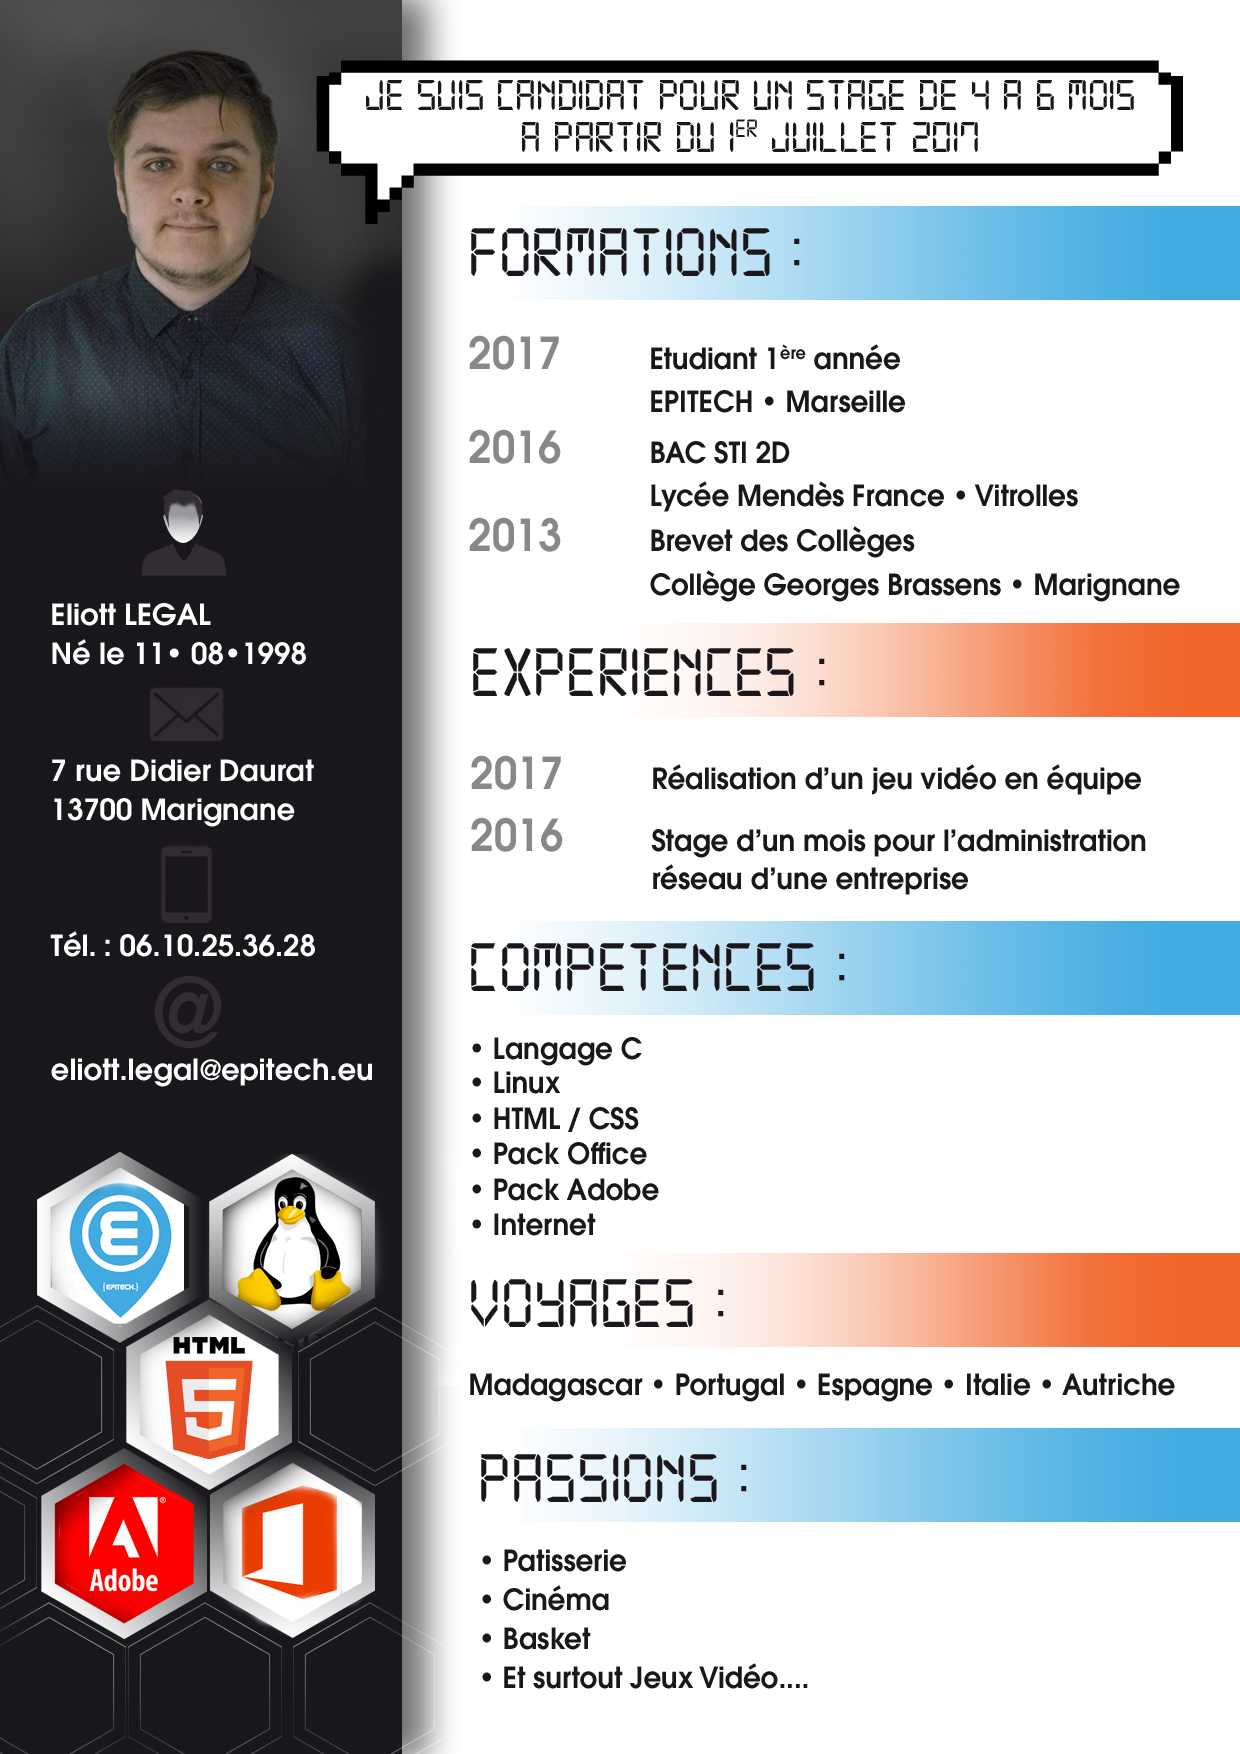 JE SUIS CANDIDAT POUR UN STAGE DE 4 A 6 MOIS
A PARTIR DU 1ER JUILLET 2017
FORMATIONS :
2017 Etudiant 1ère année
EPITECH • Marseille
2016 BAC STI 2D
Lycée Mendès France • Vitrolles
2013 Brevet des Collèges
Collège Georges Brassens • Marignane
EXPERIENCES :
2017 Réalisation d’un jeu vidéo en équipe
2016 Stage d’un mois pour l’administration
réseau d’une entreprise
COMPETENCES :
• Langage C
• Linux
• HTML / CSS
• Pack Office
• Pack Adobe
• Internet
VOYAGES :
Madagascar • Portugal • Espagne • Italie • Autriche
PASSIONS :
• Patisserie
• Cinéma
• Basket
• Et surtout Jeux Vidéo....
Eliott LEGAL
Né le 11• 08•1998
7 rue Didier Daurat
13700 Marignane
Tél. : 06.10.25.36.28
@
eliott.legal@epitech.eu
{EPITECH.}
HTML
5
Adobe